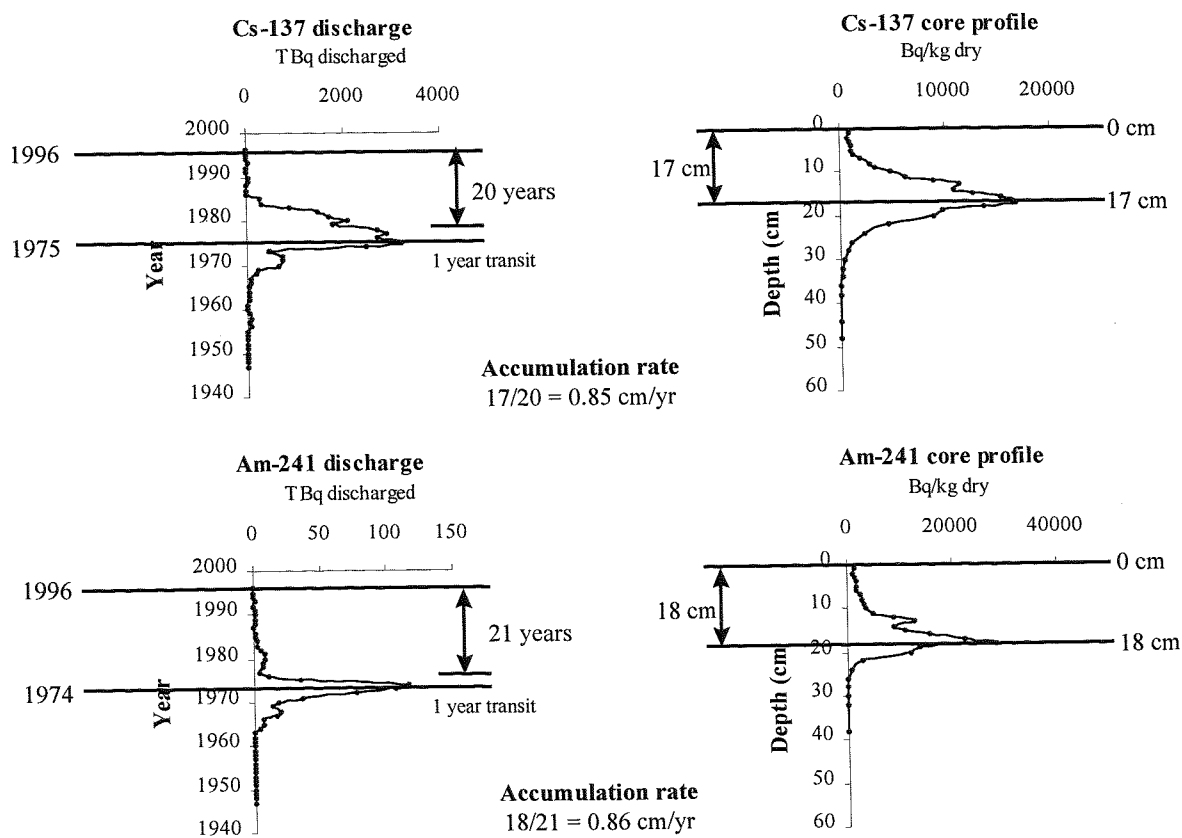 Cs-137 discharge
TBq discharged
0 2000 4000
2000
1990
1980
1970
1960
1950
1940
Year
1996
1975
20 years
1 year transit
Cs-137 core profile
Bq/kg dry
0 10000 20000
0
10
20
30
40
50
60
Depth (cm
17 cm
0 cm
17 cm
Accumulation rate
17/20 = 0.85 cm/yr
Am-241 discharge
TBq discharged
0 50 100 150
2000
1990
1980
1970
1960
1950
1940
Year
1996
1974
21 years
1 year transit
Am-241 core profile
Bq/kg dry
0 20000 40000
0
10
20
30
40
50
60
Depth (cm
18 cm
0 cm
18 cm
Accumulation rate
18/21 = 0.86 cm/yr